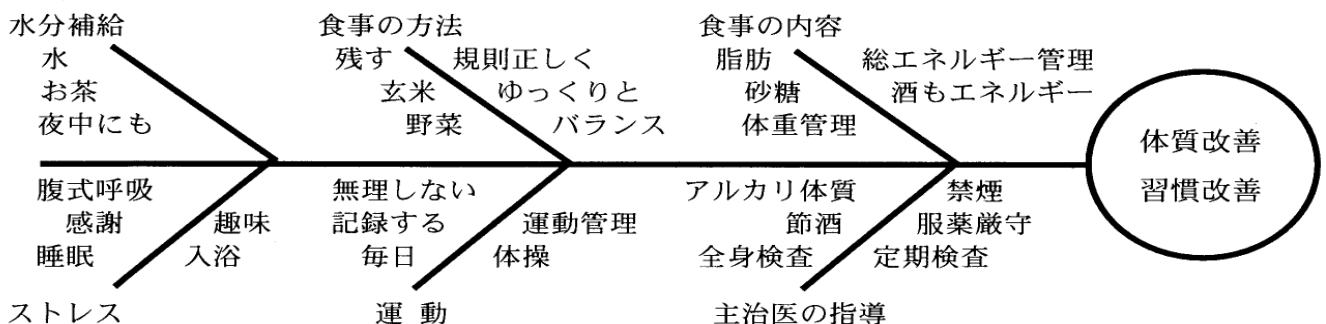 水分補給
水
お茶
夜中にも
食事の方法
残す
玄米
野菜
規則正しく
ゆっくりと
バランス
食事の内容
脂肪
砂糖
体重管理
総エネルギー管理
酒もエネルギー
体質改善
習慣改善
腹式呼吸
感謝
睡眠
趣味
入浴
ストレス
無理しない
記録する
毎日
運動管理
体操
運 動
アルカリ体質
節酒
全身検査
禁煙
服薬厳守
定期検査
主治医の指導